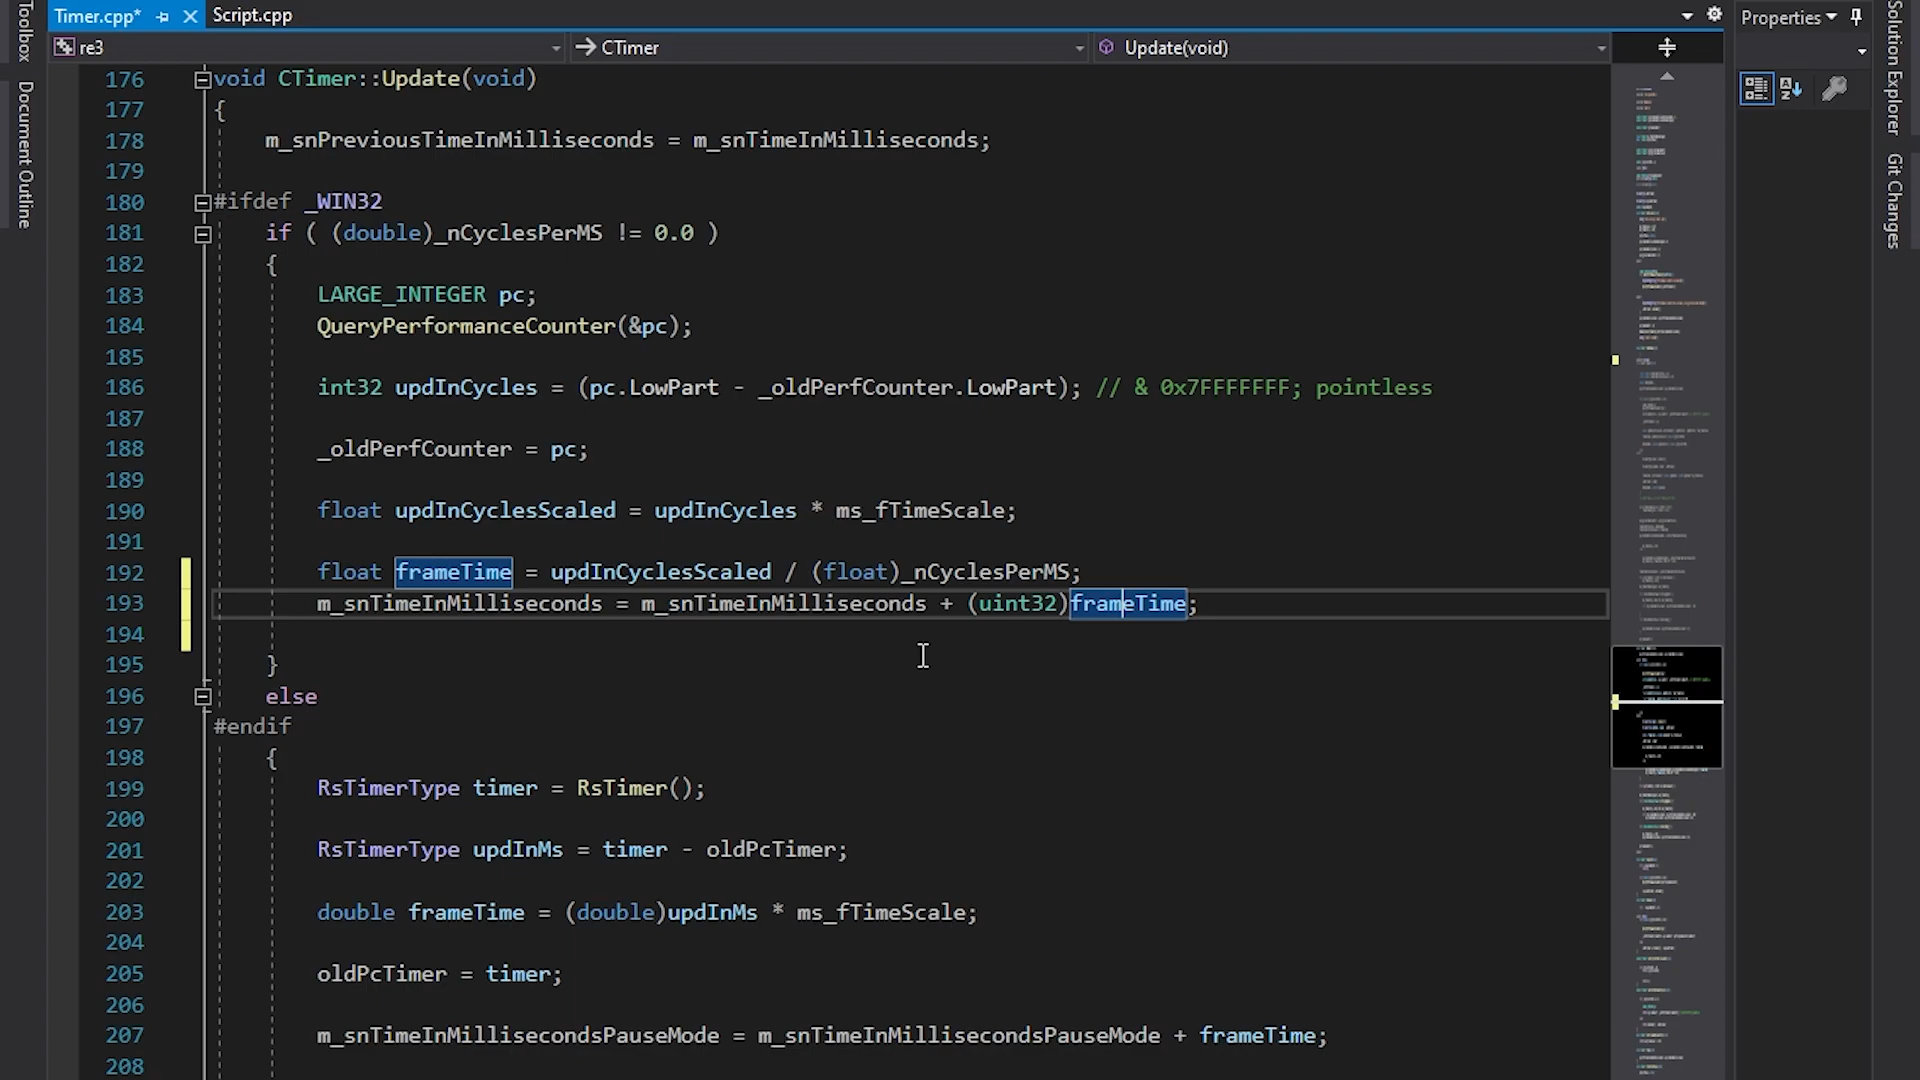 Toolbox
Document Outline
Timer.cpp*
Script.cpp
re3
CTimer
Update(void)
Properties
Solution Explorer
Git Changes
176 void CTimer::Update(void)
177 {
178 m_snPreviousTimeInMilliseconds = m_snTimeInMilliseconds;
179
180 #ifdef _WIN32
181 if ( (double)_nCyclesPerMS != 0.0 )
182 {
183 LARGE_INTEGER pc;
184 QueryPerformanceCounter(&pc);
185
186 int32 updInCycles = (pc.LowPart - _oldPerfCounter.LowPart); // & 0x7FFFFFFF; pointless
187
188 _oldPerfCounter = pc;
189
190 float updInCyclesScaled = updInCycles * ms_fTimeScale;
191
192 float frameTime = updInCyclesScaled / (float)_nCyclesPerMS;
193 m_snTimeInMilliseconds = m_snTimeInMilliseconds + (uint32)frameTime;
194
195 }
196 else
197 #endif
198 {
199 RsTimerType timer = RsTimer();
200
201 RsTimerType updInMs = timer - oldPcTimer;
202
203 double frameTime = (double)updInMs * ms_fTimeScale;
204
205 oldPcTimer = timer;
206
207 m_snTimeInMillisecondsPauseMode = m_snTimeInMillisecondsPauseMode + frameTime;
208